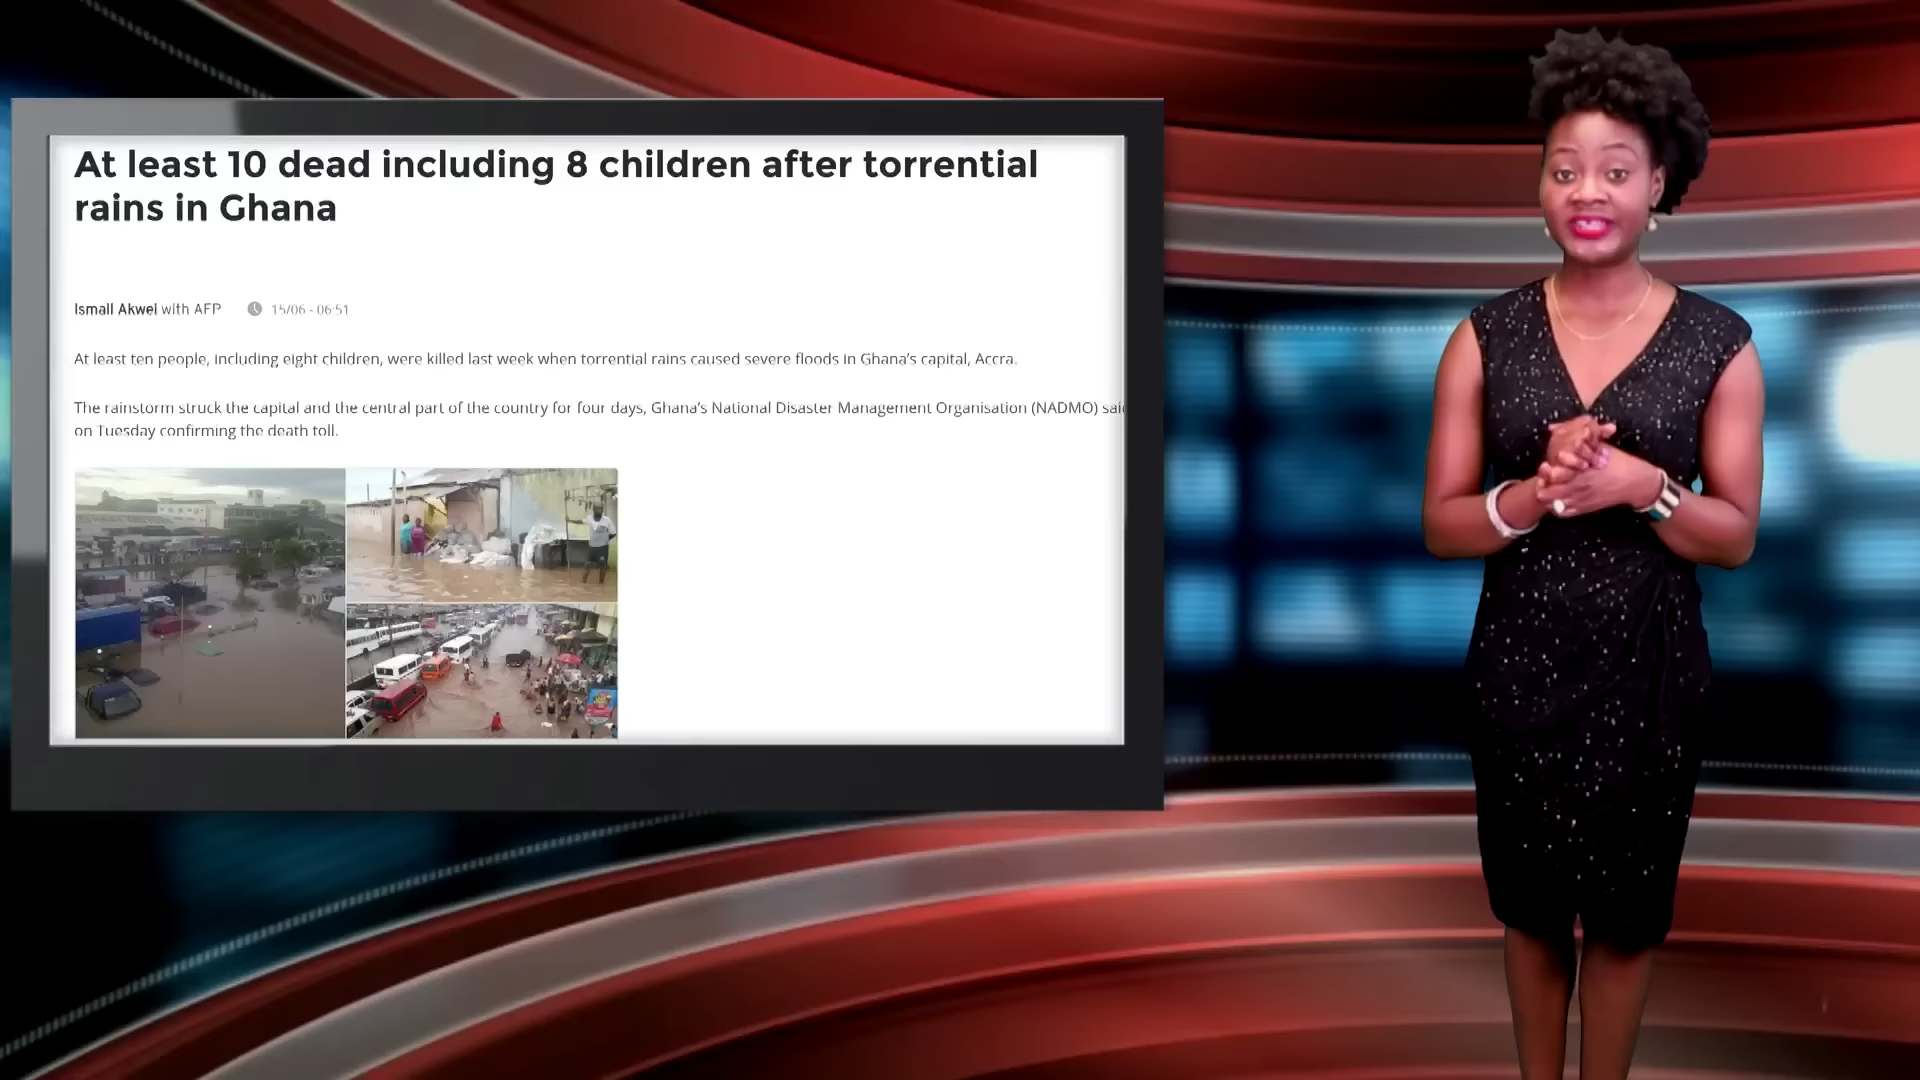 At least 10 dead including 8 children after torrential
rains in Ghana
Ismail Akwei with AFP 15/06 - 06:51
At least ten people, including eight children, were killed last week when torrential rains caused severe floods in Ghana’s capital, Accra.
The rainstorm struck the capital and the central part of the country for four days, Ghana’s National Disaster Management Organisation (NADMO) said
on Tuesday confirming the death toll.